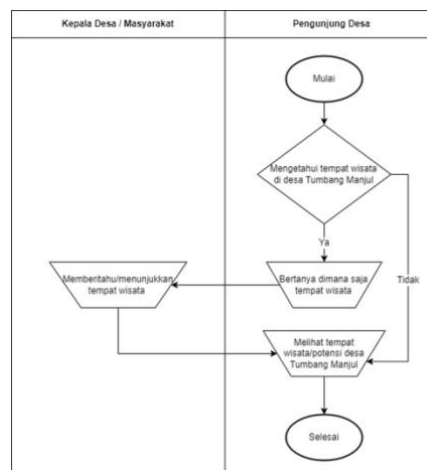 Kepala Desa / Masyarakat
Pengunjung Desa
Mulai
Mengetahui tempat wisata
di desa Tumbang Manjul
Ya
Tidak
Bertanya dimana saja
tempat wisata
Memberitahu/menunjukkan
tempat wisata
Melihat tempat
wisata/potensi desa
Tumbang Manjul
Selesai